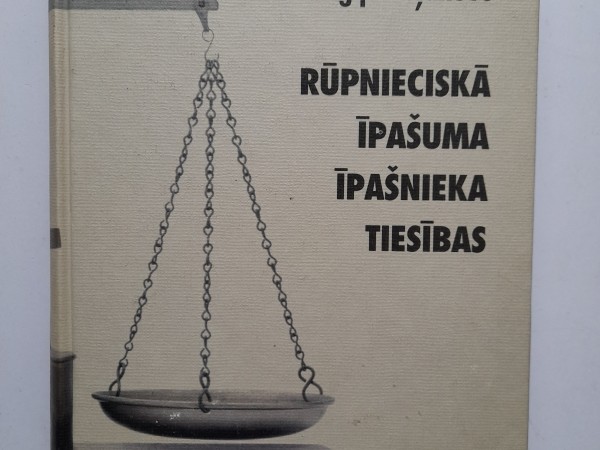 RŪPNIECISKĀ
ĪPAŠUMA
ĪPAŠNIEKA
TIESĪBAS